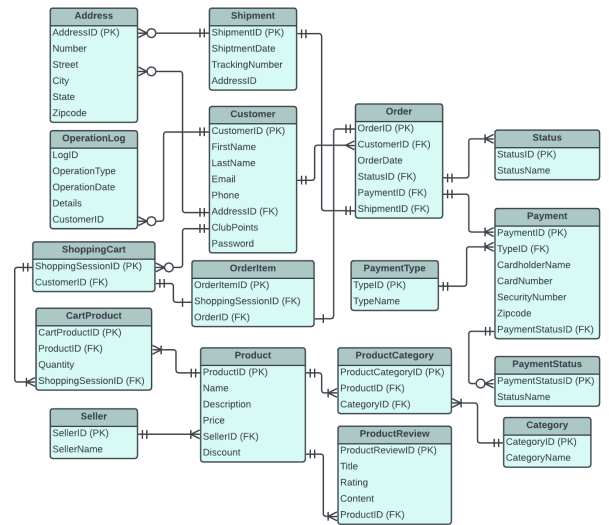 Address
AddressID (PK)
Number
Street
City
State
Zipcode
Shipment
ShipmentID (PK)
ShiptmentDate
TrackingNumber
AddressID
OperationLog
LogID
OperationType
OperationDate
Details
CustomerID
Customer
CustomerID (PK)
FirstName
LastName
Email
Phone
AddressID (FK)
ClubPoints
Password
Order
OrderID (PK)
CustomerID (FK)
OrderDate
StatusID (FK)
PaymentID (FK)
ShipmentID (FK)
Status
StatusID (PK)
StatusName
Payment
PaymentID (PK)
TypeID (FK)
CardholderName
CardNumber
SecurityNumber
Zipcode
PaymentStatusID (FK)
ShoppingCart
ShoppingSessionID (PK)
CustomerID (FK)
OrderItem
OrderItemID (PK)
ShoppingSessionID (FK)
OrderID (FK)
PaymentType
TypeID (PK)
TypeName
CartProduct
CartProductID (PK)
ProductID (FK)
Quantity
ShoppingSessionID (FK)
Product
ProductID (PK)
Name
Description
Price
SellerID (FK)
Discount
ProductCategory
ProductCategoryID (PK)
ProductID (FK)
CategoryID (FK)
PaymentStatus
PaymentStatusID (PK)
StatusName
Seller
SellerID (PK)
SellerName
ProductReview
ProductReviewID (PK)
Title
Rating
Content
ProductID (FK)
Category
CategoryID (PK)
CategoryName